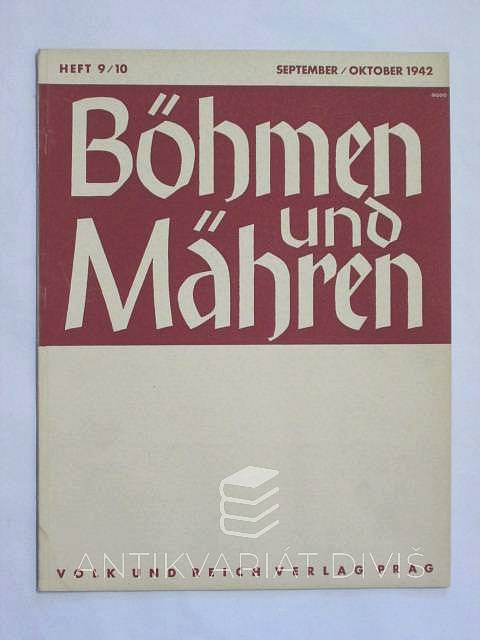 HEFT 9/10 SEPTEMBER/OKTOBER 1942
Böhmen
und
Mähren
ANTIKVARIÁT DIVIŠ
VOLK UND REICH VERLAG PRAG